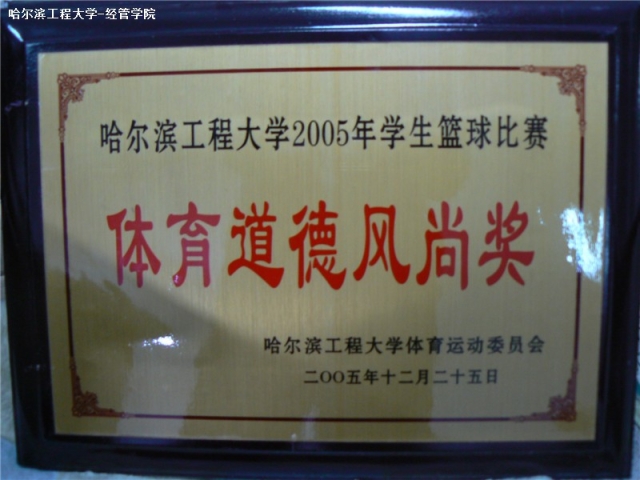 哈尔滨工程大学-经管学院
哈尔滨工程大学2005年学生篮球比赛
体育道德风尚奖
哈尔滨工程大学体育运动委员会
二OO五年十二月二十五日